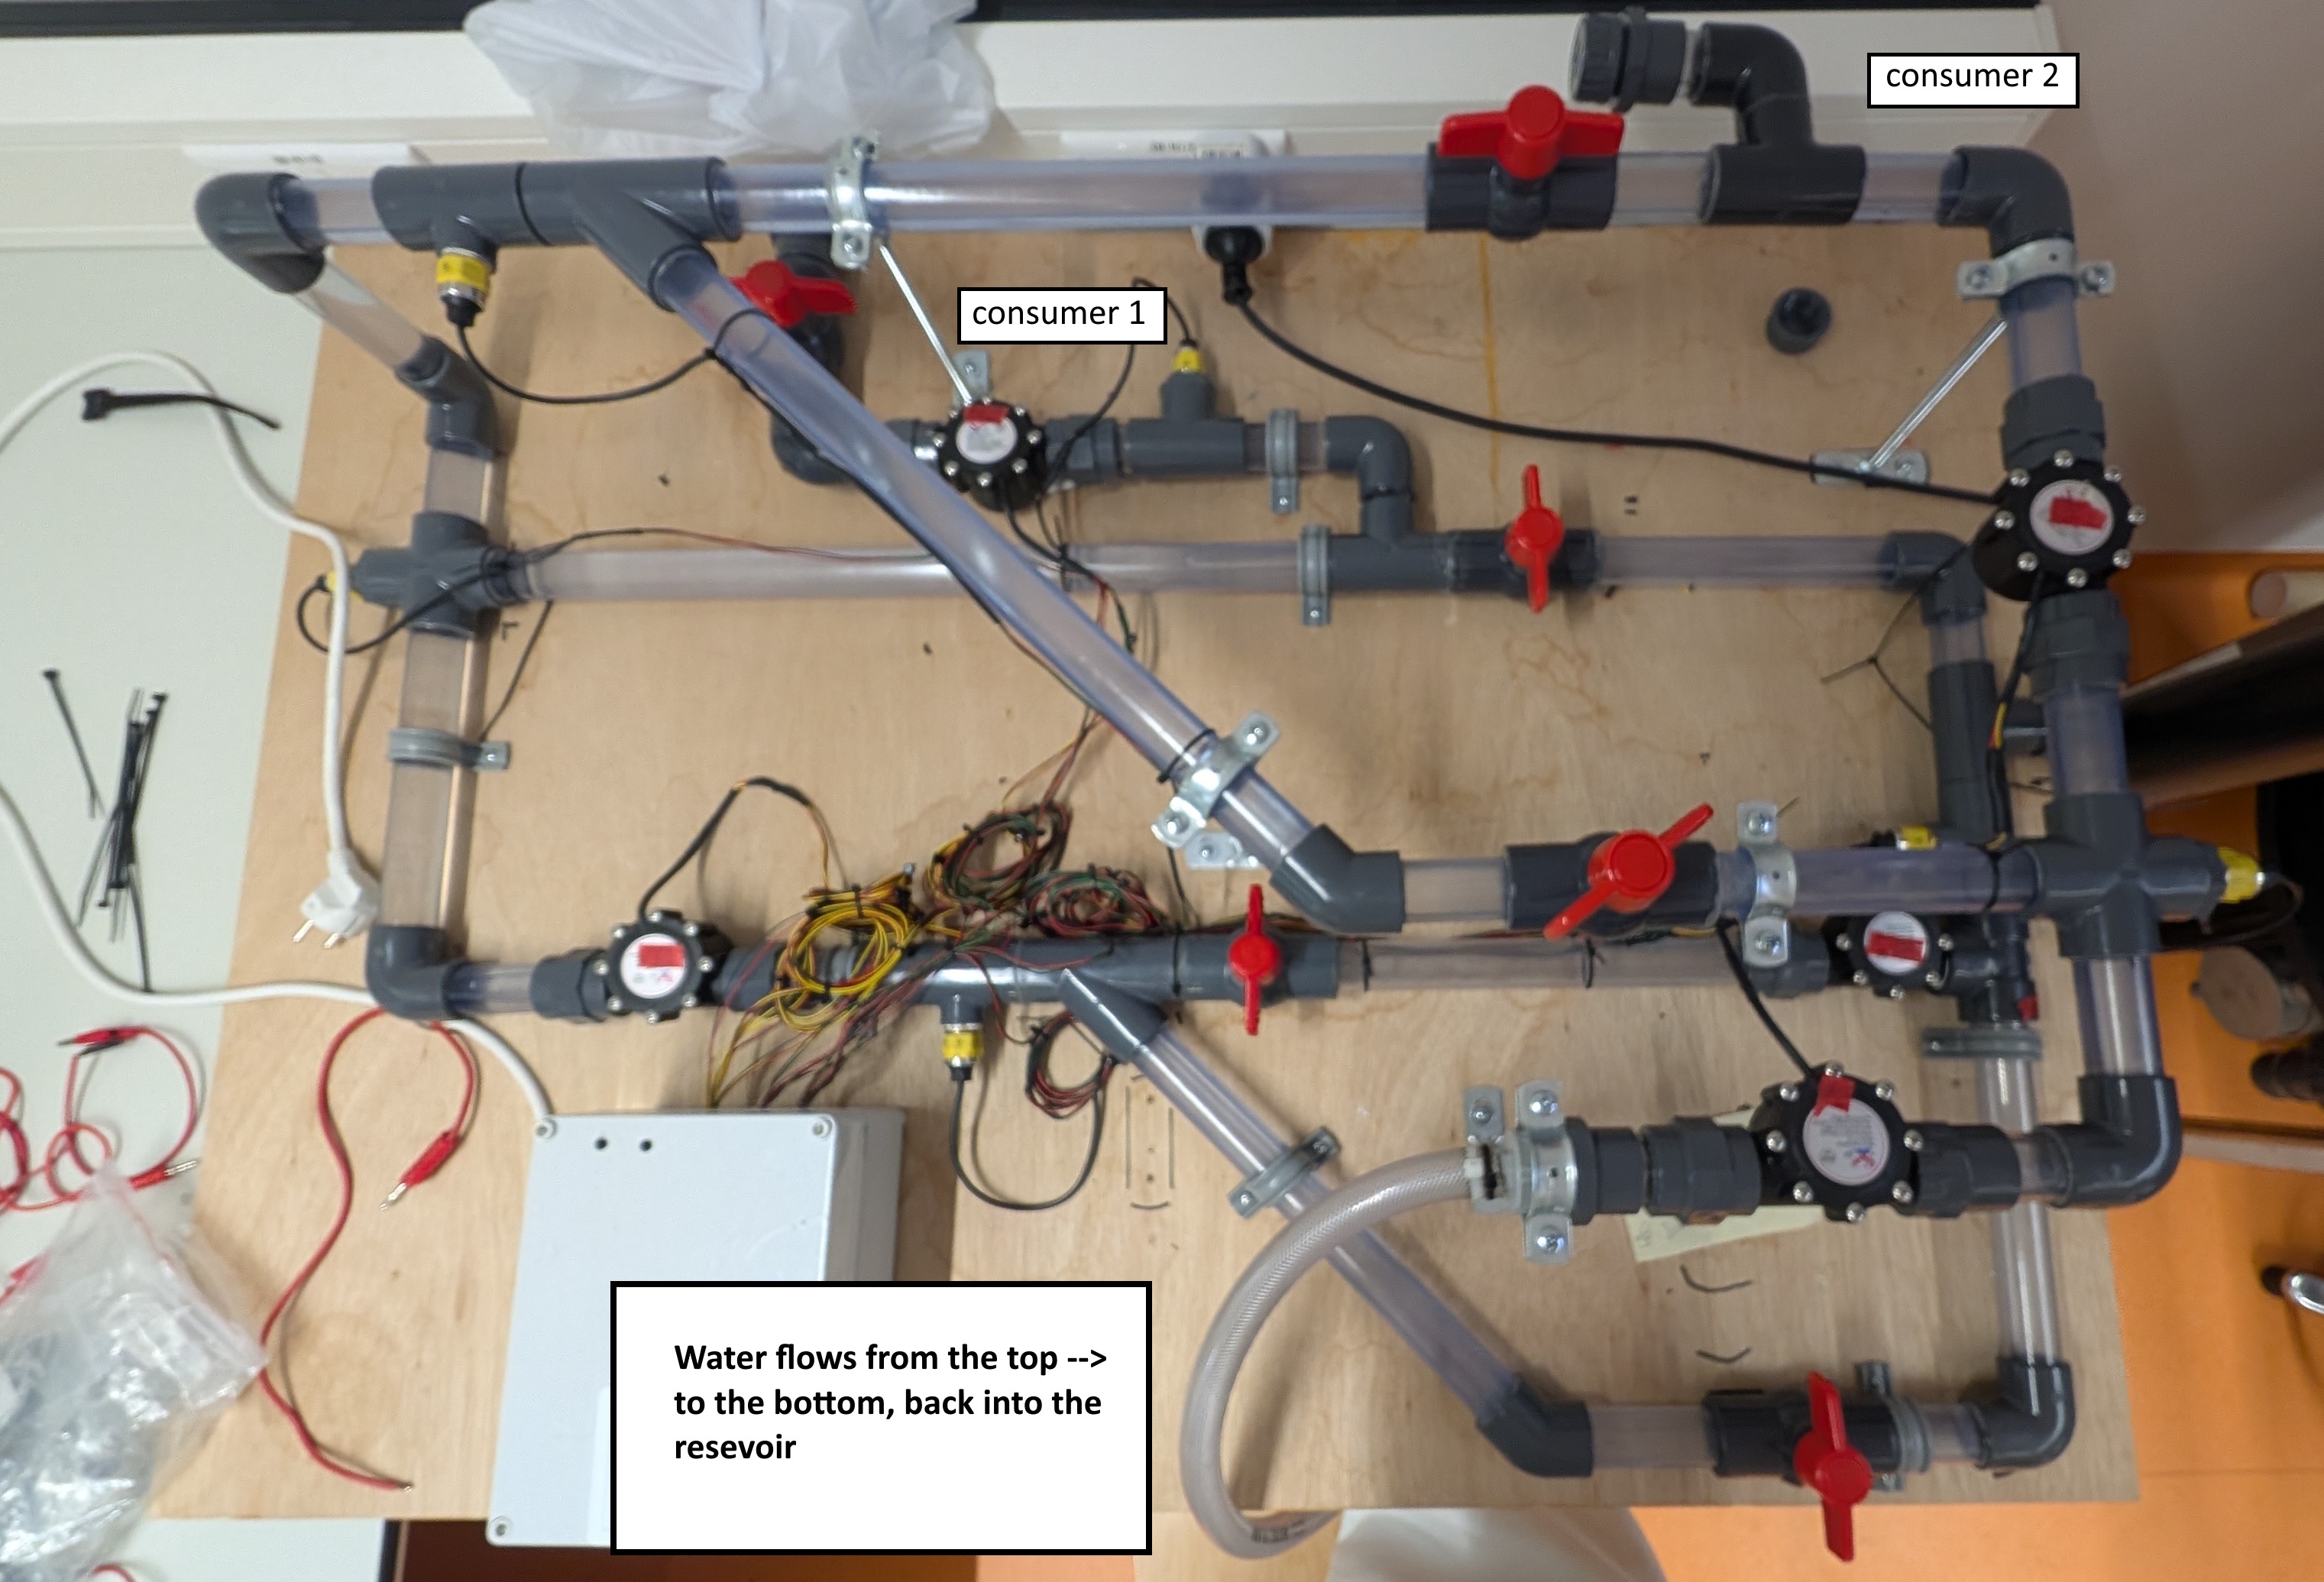 consumer 2
consumer 1
Water flows from the top -->
to the bottom, back into the
resevoir